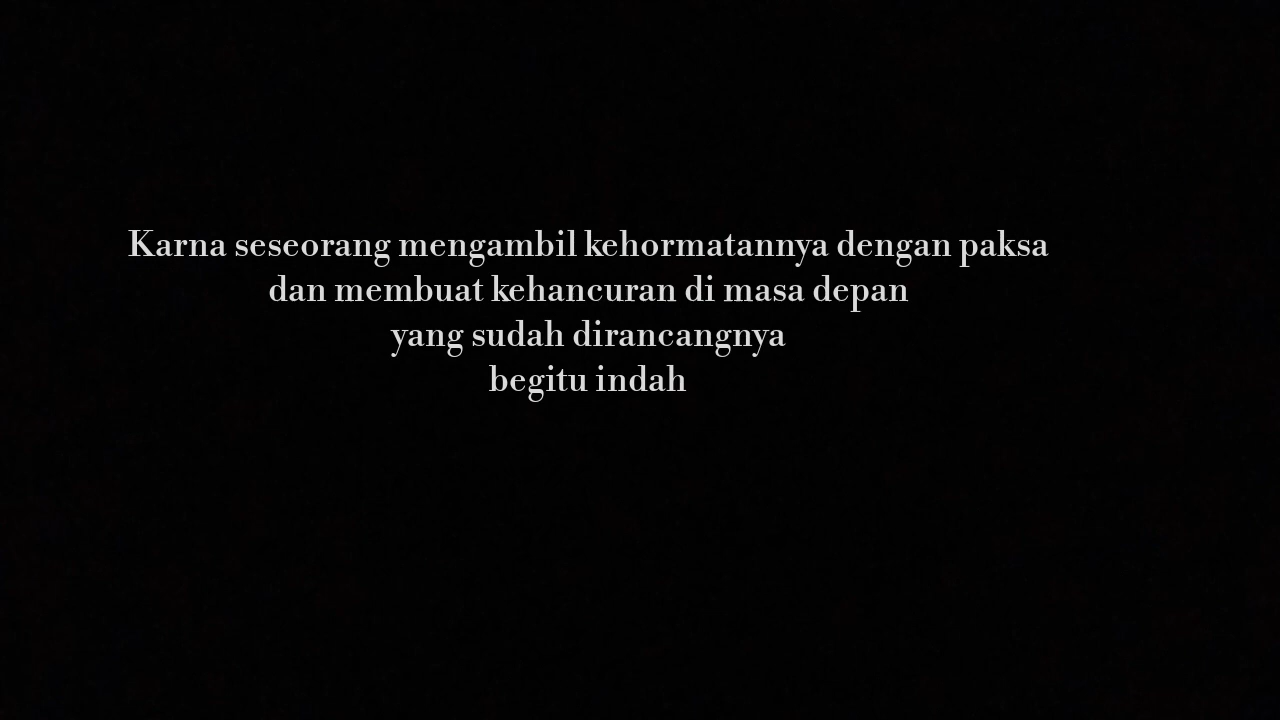 Karna seseorang mengambil kehormatannya dengan paksa
dan membuat kehancuran di masa depan
yang sudah dirancangnya
begitu indah